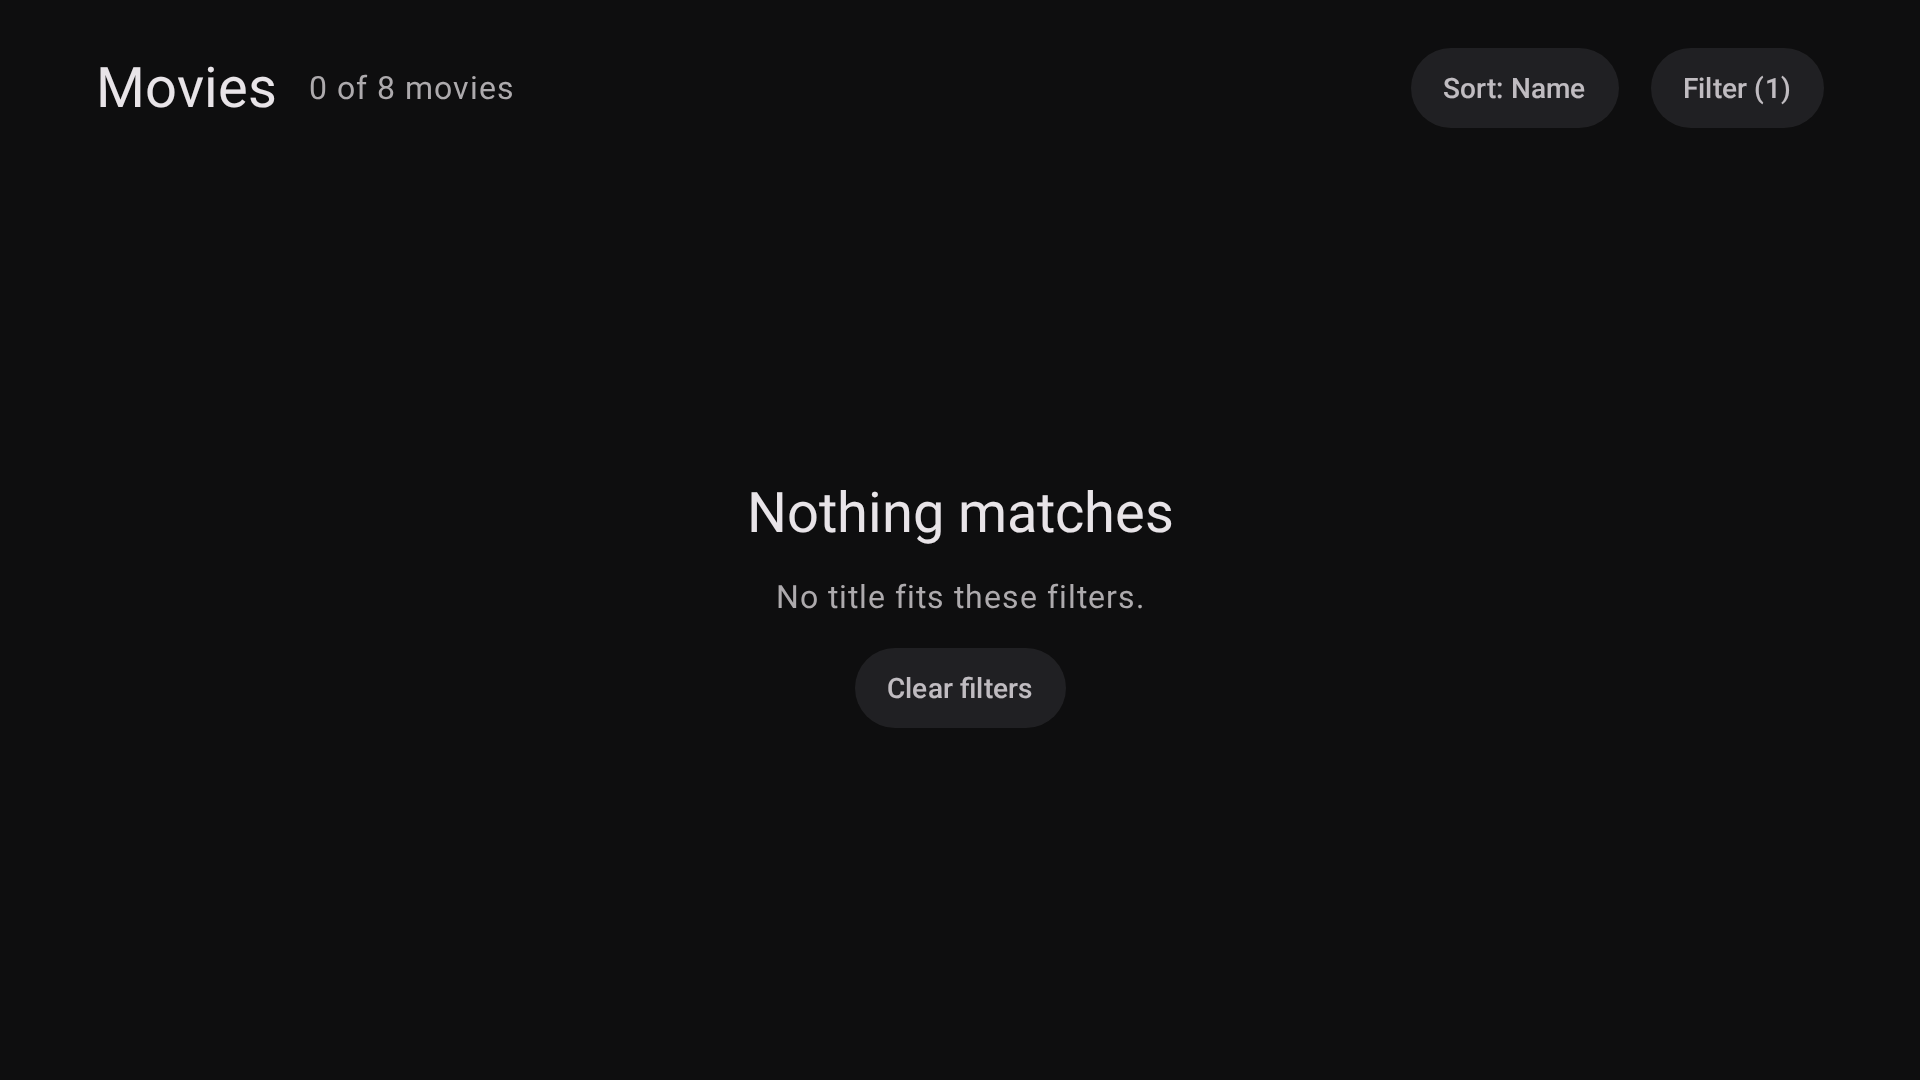 Movies
0 of 8 movies
Sort: Name
Filter (1)
Nothing matches
No title fits these filters.
Clear filters